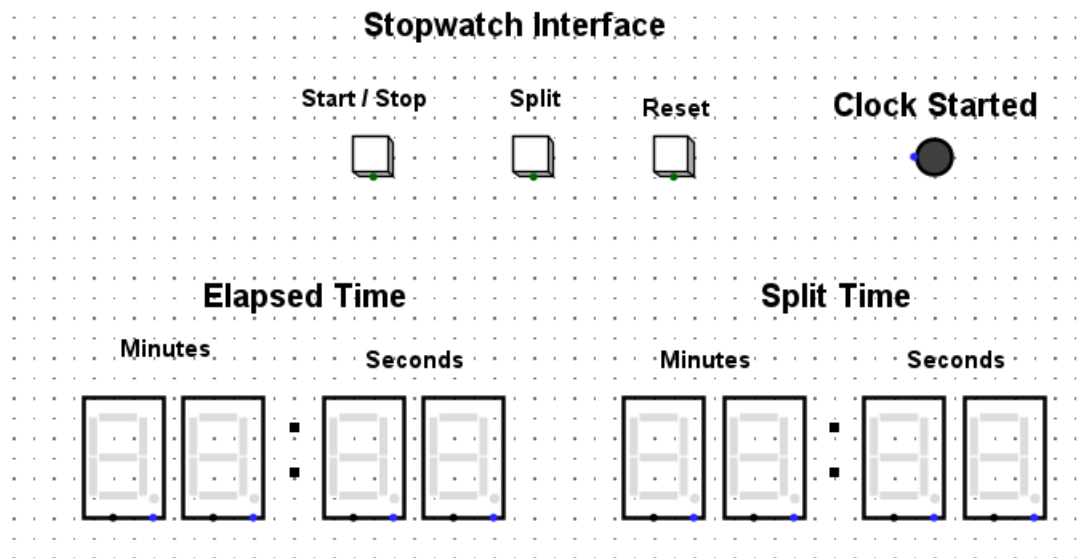 Stopwatch Interface
Start / Stop
Split
Reset
Clock Started
Elapsed Time
Split Time
Minutes
Seconds
Minutes
Seconds
:
: